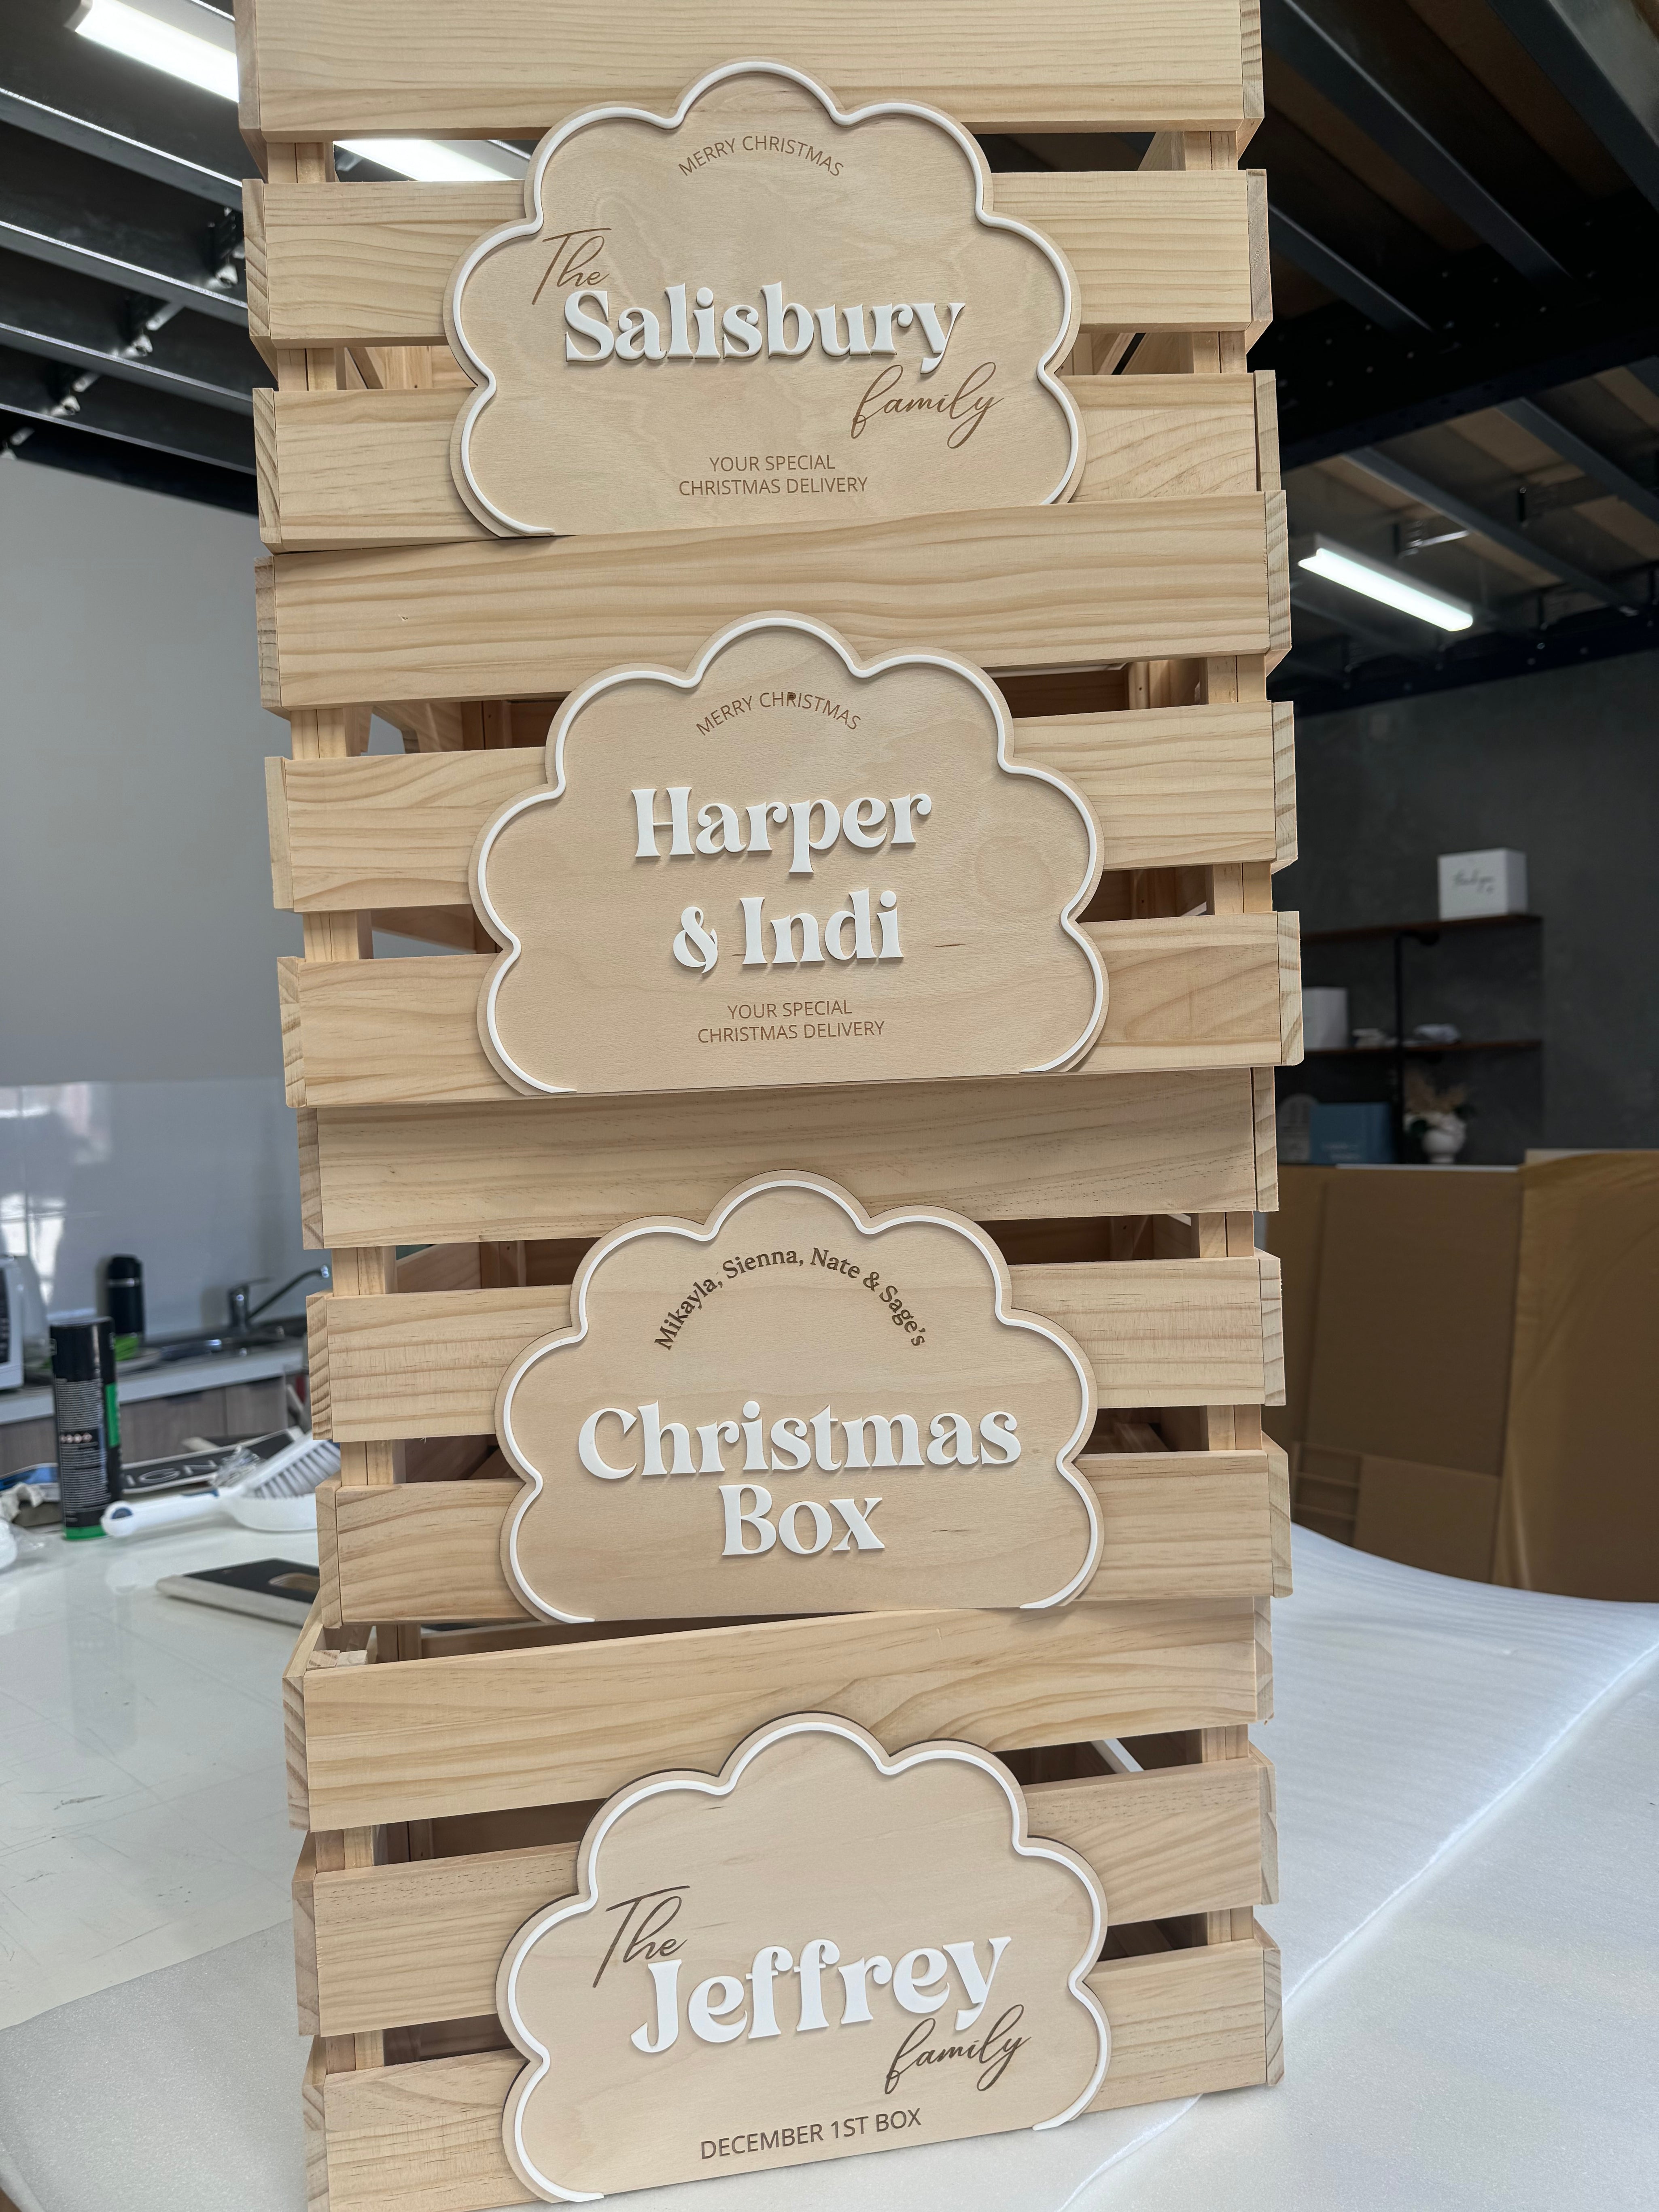 MERRY CHRISTMAS
The
Salisbury
family
YOUR SPECIAL
CHRISTMAS DELIVERY
MERRY CHRISTMAS
Harper
& Indi
YOUR SPECIAL
CHRISTMAS DELIVERY
Mikayla, Sienna, Nate & Sage's
Christmas
Box
The
Jeffrey
family
DECEMBER 1ST BOX